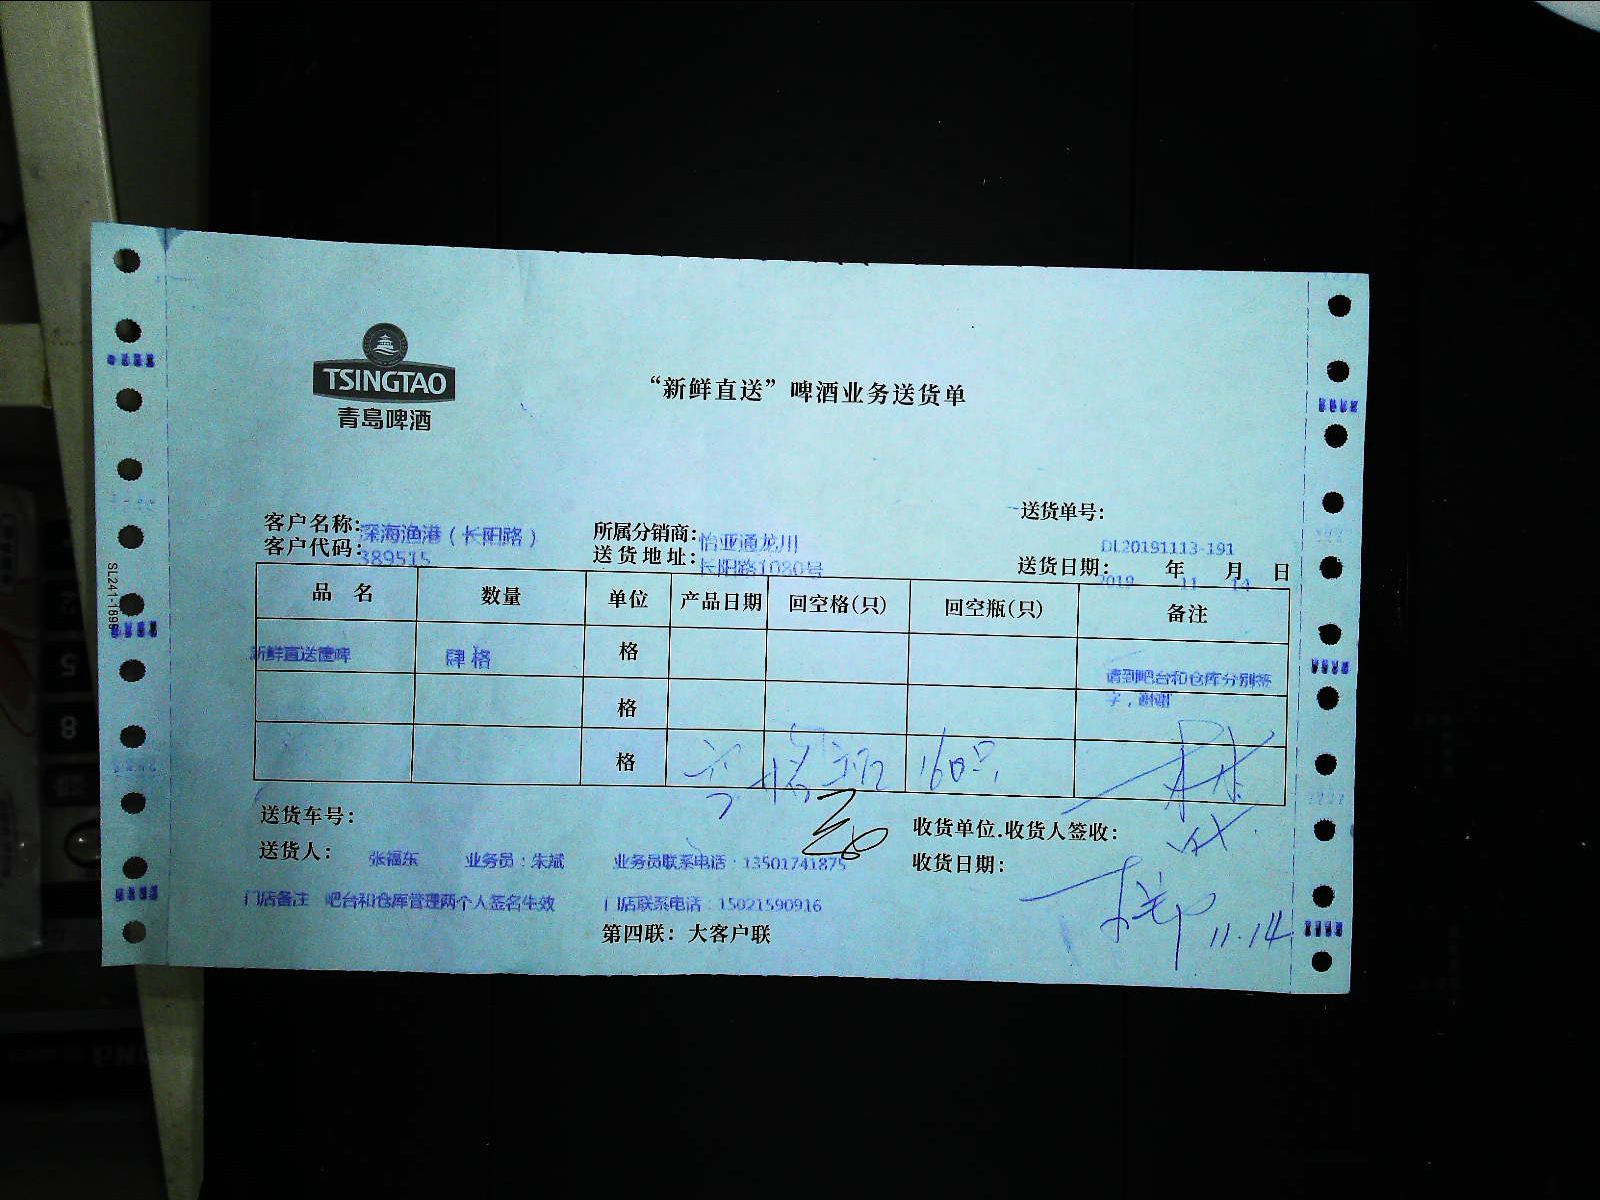 TSINGTAO
青岛啤酒
“新鲜直送”啤酒业务送货单
客户名称: 深海渔港（长阳路） 所属分销商: 怡亚通龙川 送货单号: DL20191113-191
客户代码: 389515 送货地址: 长阳路1080号 送货日期: 2019 年 11 月 14 日
品 名 数量 单位 产品日期 回空格(只) 回空瓶(只) 备注
新鲜直送筐啤 肆格 格 请到吧台和仓库分别签
格 字，谢谢
格 160只
送货车号: 收货单位.收货人签收:
送货人: 张福东 业务员：朱斌 业务员联系电话：13501741875 收货日期:
门店备注 吧台和仓库管理两个人签名生效 门店联系电话：15021590916
11.14
第四联：大客户联